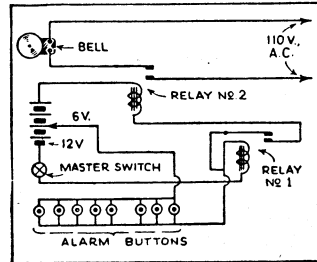 BELL
110 V.,
A.C.
RELAY Nº. 2
6V.
12V
MASTER SWITCH
RELAY
Nº 1
ALARM BUTTONS